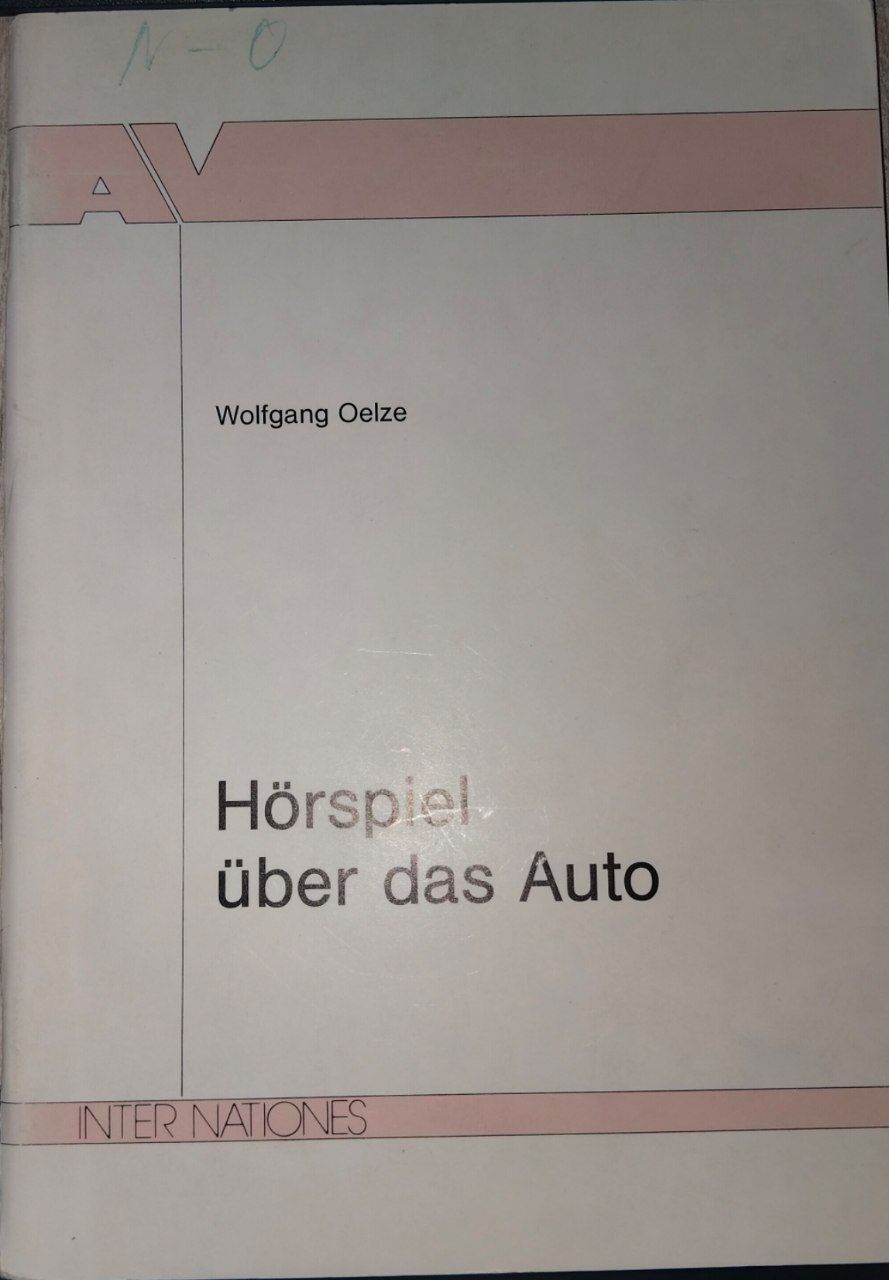 N - O
AV
Wolfgang Oelze
Hörspiel
über das Auto
INTER NATIONES